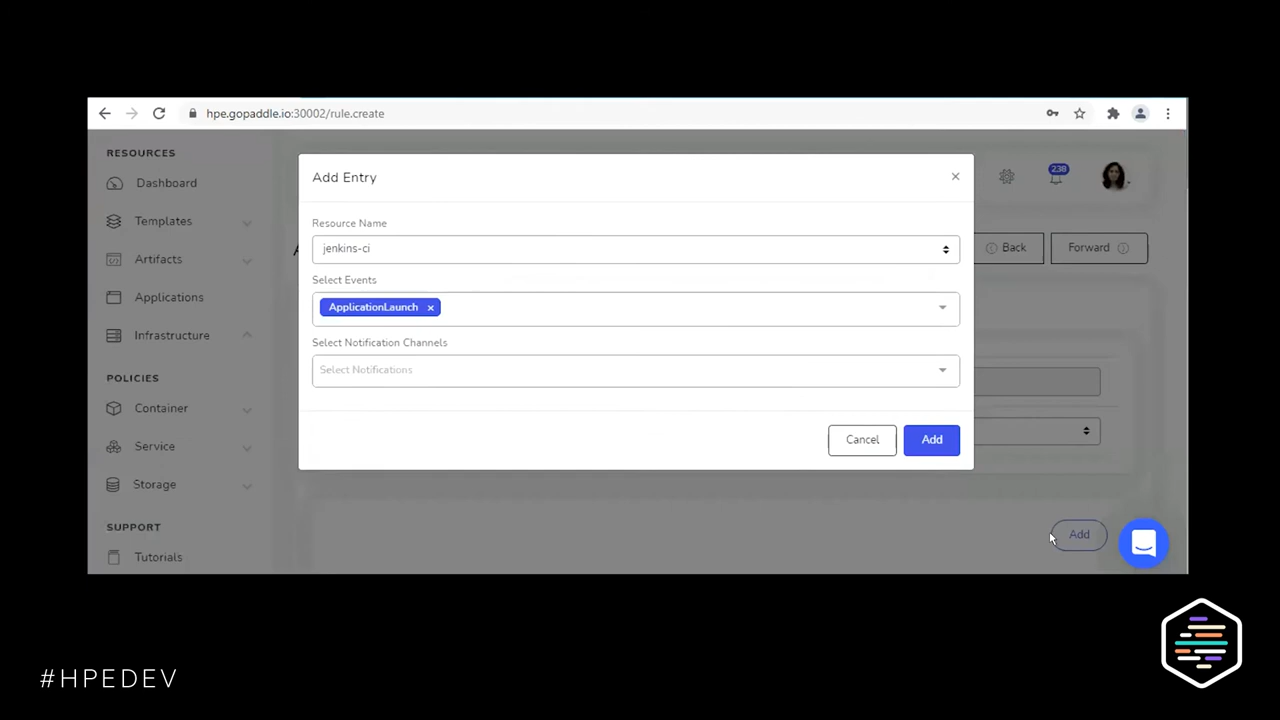 hpe.gopaddle.io:30002/rule.create
RESOURCES
Dashboard
Templates
Artifacts
Applications
Infrastructure
POLICIES
Container
Service
Storage
SUPPORT
Tutorials
238
Back
Forward
Add Entry
×
Resource Name
jenkins-ci
Select Events
ApplicationLaunch ×
Select Notification Channels
Select Notifications
Cancel
Add
Add
#HPEDEV